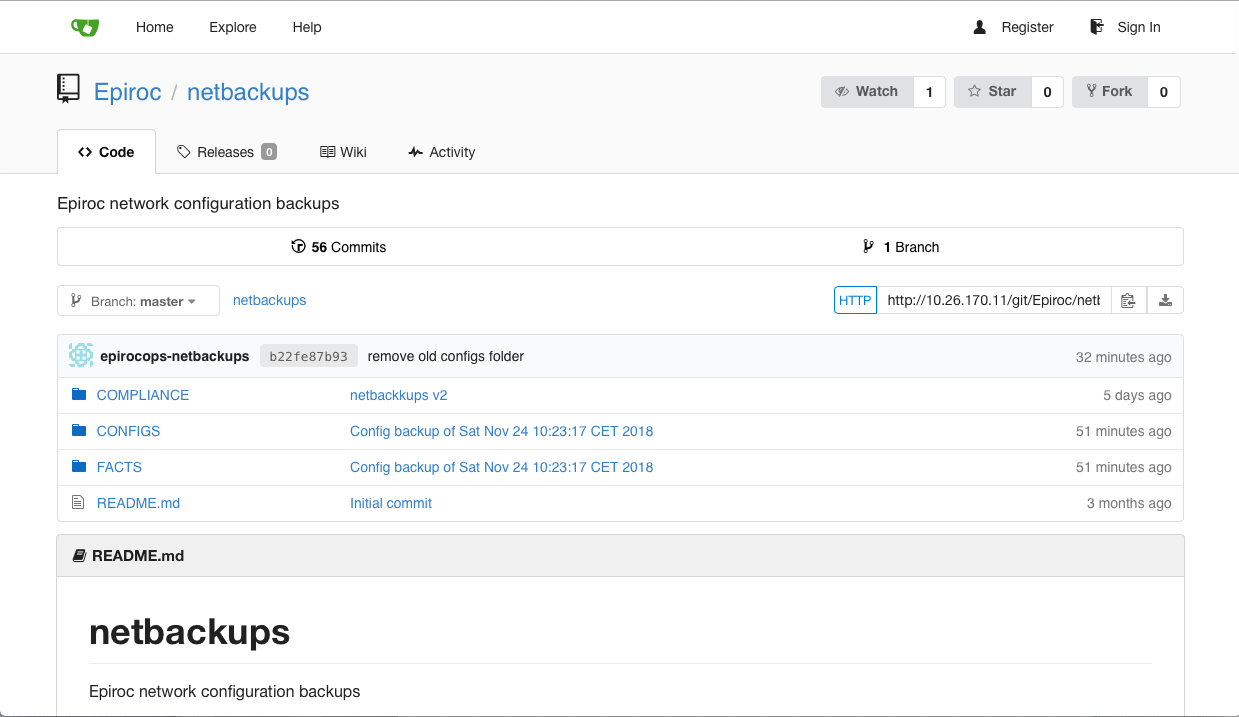 Home Explore Help Register Sign In
Epiroc / netbackups Watch 1 Star 0 Fork 0
Code Releases 0 Wiki Activity
Epiroc network configuration backups
56 Commits 1 Branch
Branch: master netbackups HTTP http://10.26.170.11/git/Epiroc/netb
epirocops-netbackups b22fe87b93 remove old configs folder 32 minutes ago
COMPLIANCE netbackkups v2 5 days ago
CONFIGS Config backup of Sat Nov 24 10:23:17 CET 2018 51 minutes ago
FACTS Config backup of Sat Nov 24 10:23:17 CET 2018 51 minutes ago
README.md Initial commit 3 months ago
README.md
netbackups
Epiroc network configuration backups